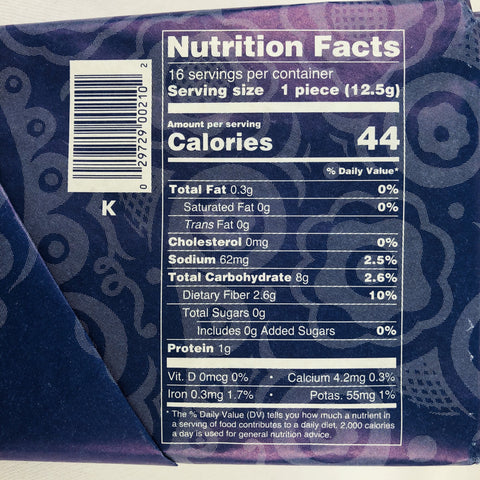 Nutrition Facts
16 servings per container
Serving size 1 piece (12.5g)
Amount per serving
Calories 44
% Daily Value*
Total Fat 0.3g 0%
Saturated Fat 0g 0%
Trans Fat 0g
Cholesterol 0mg 0%
Sodium 62mg 2.5%
Total Carbohydrate 8g 2.6%
Dietary Fiber 2.6g 10%
Total Sugars 0g
Includes 0g Added Sugars 0%
Protein 1g
Vit. D 0mcg 0% • Calcium 4.2mg 0.3%
Iron 0.3mg 1.7% • Potas. 55mg 1%
*The % Daily Value (DV) tells you how much a nutrient in
a serving of food contributes to a daily diet. 2,000 calories
a day is used for general nutrition advice.
0 29729 00210 2
K